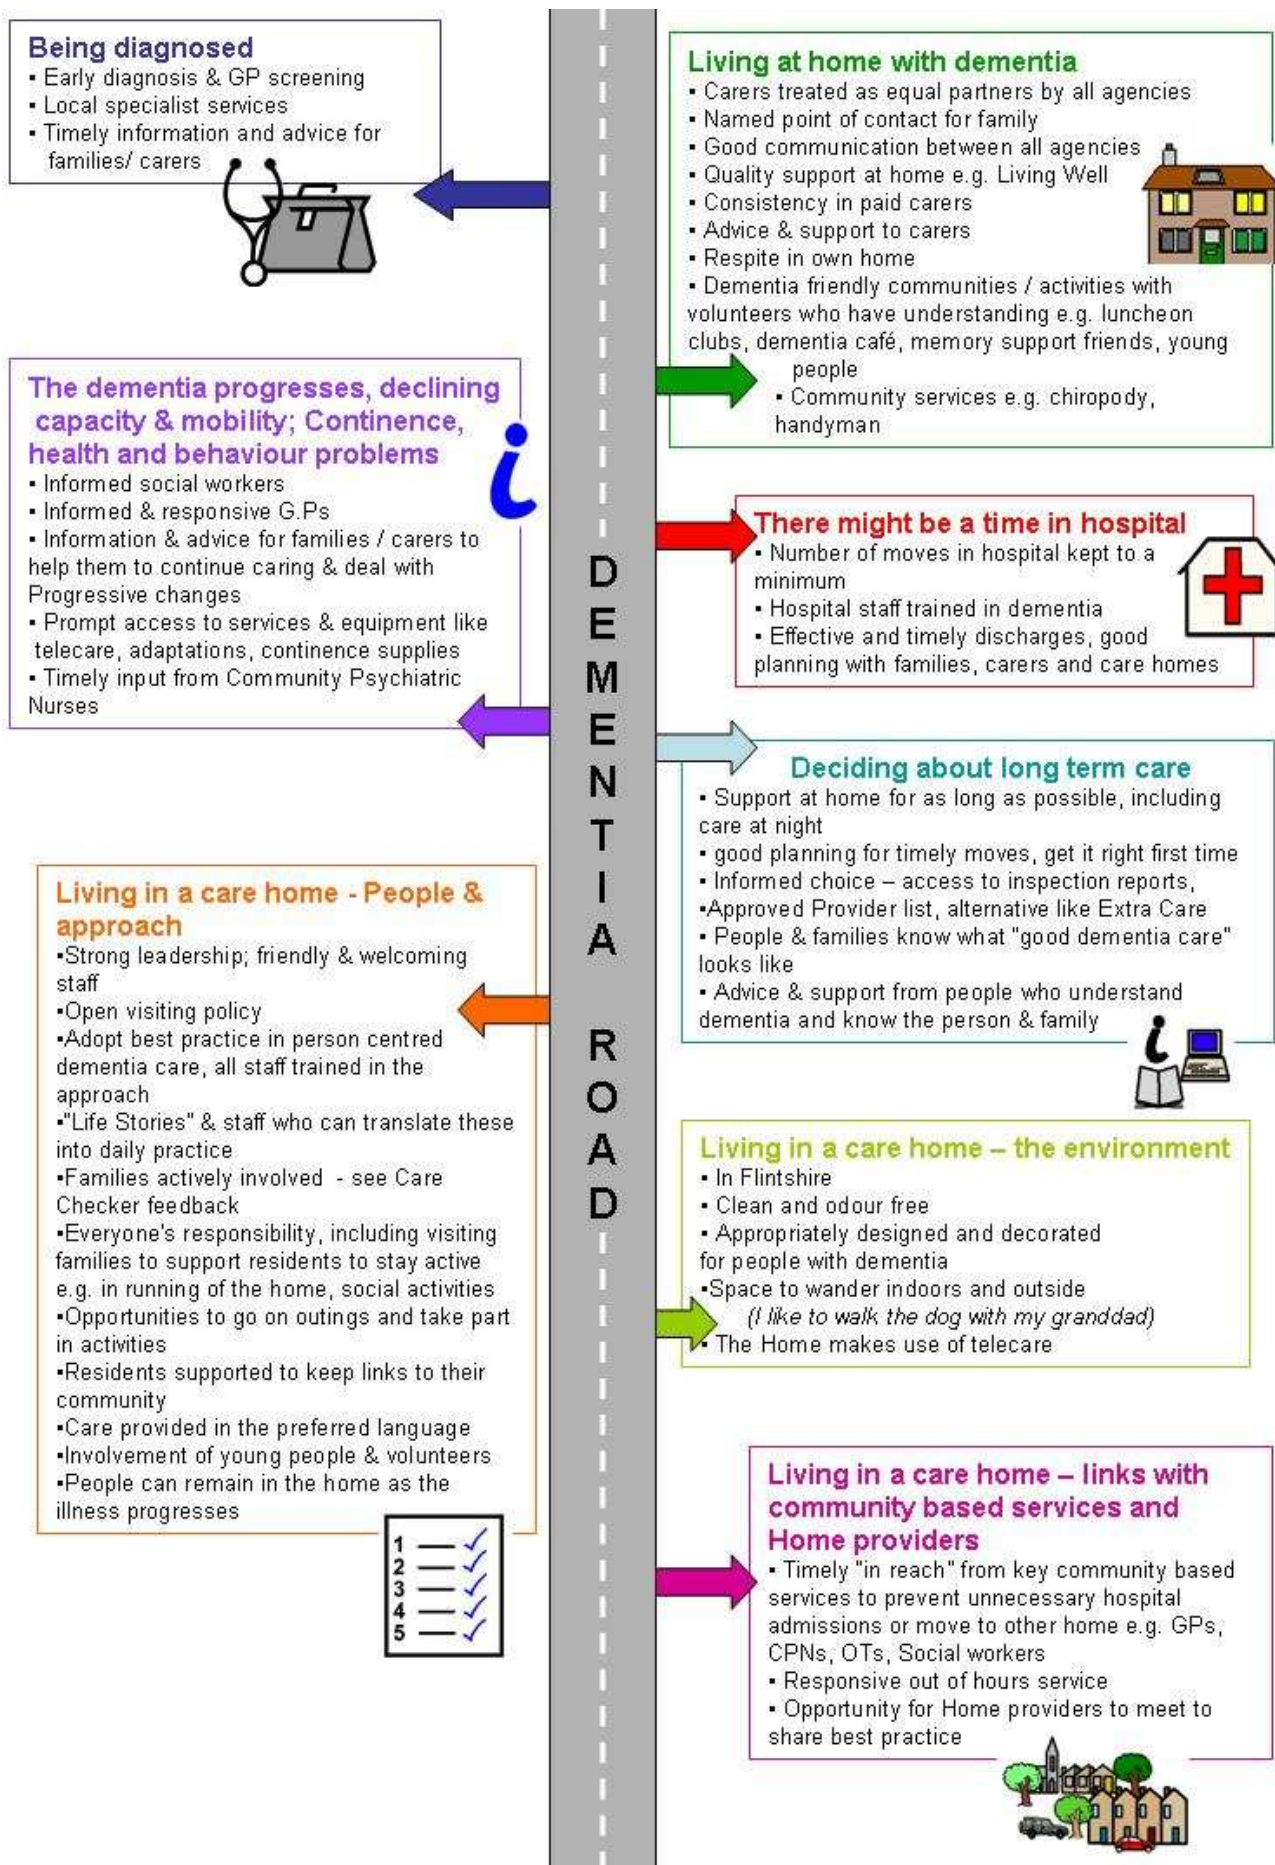 Being diagnosed
▪ Early diagnosis & GP screening
▪ Local specialist services
▪ Timely information and advice for
families/ carers
Living at home with dementia
▪ Carers treated as equal partners by all agencies
▪ Named point of contact for family
▪ Good communication between all agencies
▪ Quality support at home e.g. Living Well
▪ Consistency in paid carers
▪ Advice & support to carers
▪ Respite in own home
▪ Dementia friendly communities / activities with
volunteers who have understanding e.g. luncheon
clubs, dementia café, memory support friends, young
people
▪ Community services e.g. chiropody,
handyman
The dementia progresses, declining
capacity & mobility; Continence,
health and behaviour problems
▪ Informed social workers
▪ Informed & responsive G.Ps
▪ Information & advice for families / carers to
help them to continue caring & deal with
Progressive changes
▪ Prompt access to services & equipment like
telecare, adaptations, continence supplies
▪ Timely input from Community Psychiatric
Nurses
i
There might be a time in hospital
▪ Number of moves in hospital kept to a
minimum
▪ Hospital staff trained in dementia
▪ Effective and timely discharges, good
planning with families, carers and care homes
DEMENTIA ROAD
Deciding about long term care
▪ Support at home for as long as possible, including
care at night
▪ good planning for timely moves, get it right first time
▪ Informed choice – access to inspection reports,
▪Approved Provider list, alternative like Extra Care
▪ People & families know what "good dementia care"
looks like
▪ Advice & support from people who understand
dementia and know the person & family
i
Living in a care home - People &
approach
▪Strong leadership; friendly & welcoming
staff
▪Open visiting policy
▪Adopt best practice in person centred
dementia care, all staff trained in the
approach
▪"Life Stories" & staff who can translate these
into daily practice
▪Families actively involved - see Care
Checker feedback
▪Everyone's responsibility, including visiting
families to support residents to stay active
e.g. in running of the home, social activities
▪Opportunities to go on outings and take part
in activities
▪Residents supported to keep links to their
community
▪Care provided in the preferred language
▪Involvement of young people & volunteers
▪People can remain in the home as the
illness progresses
1
2
3
4
5
Living in a care home – the environment
▪ In Flintshire
▪ Clean and odour free
▪ Appropriately designed and decorated
for people with dementia
▪Space to wander indoors and outside
(I like to walk the dog with my granddad)
▪ The Home makes use of telecare
Living in a care home – links with
community based services and
Home providers
▪ Timely "in reach" from key community based
services to prevent unnecessary hospital
admissions or move to other home e.g. GPs,
CPNs, OTs, Social workers
▪ Responsive out of hours service
▪ Opportunity for Home providers to meet to
share best practice